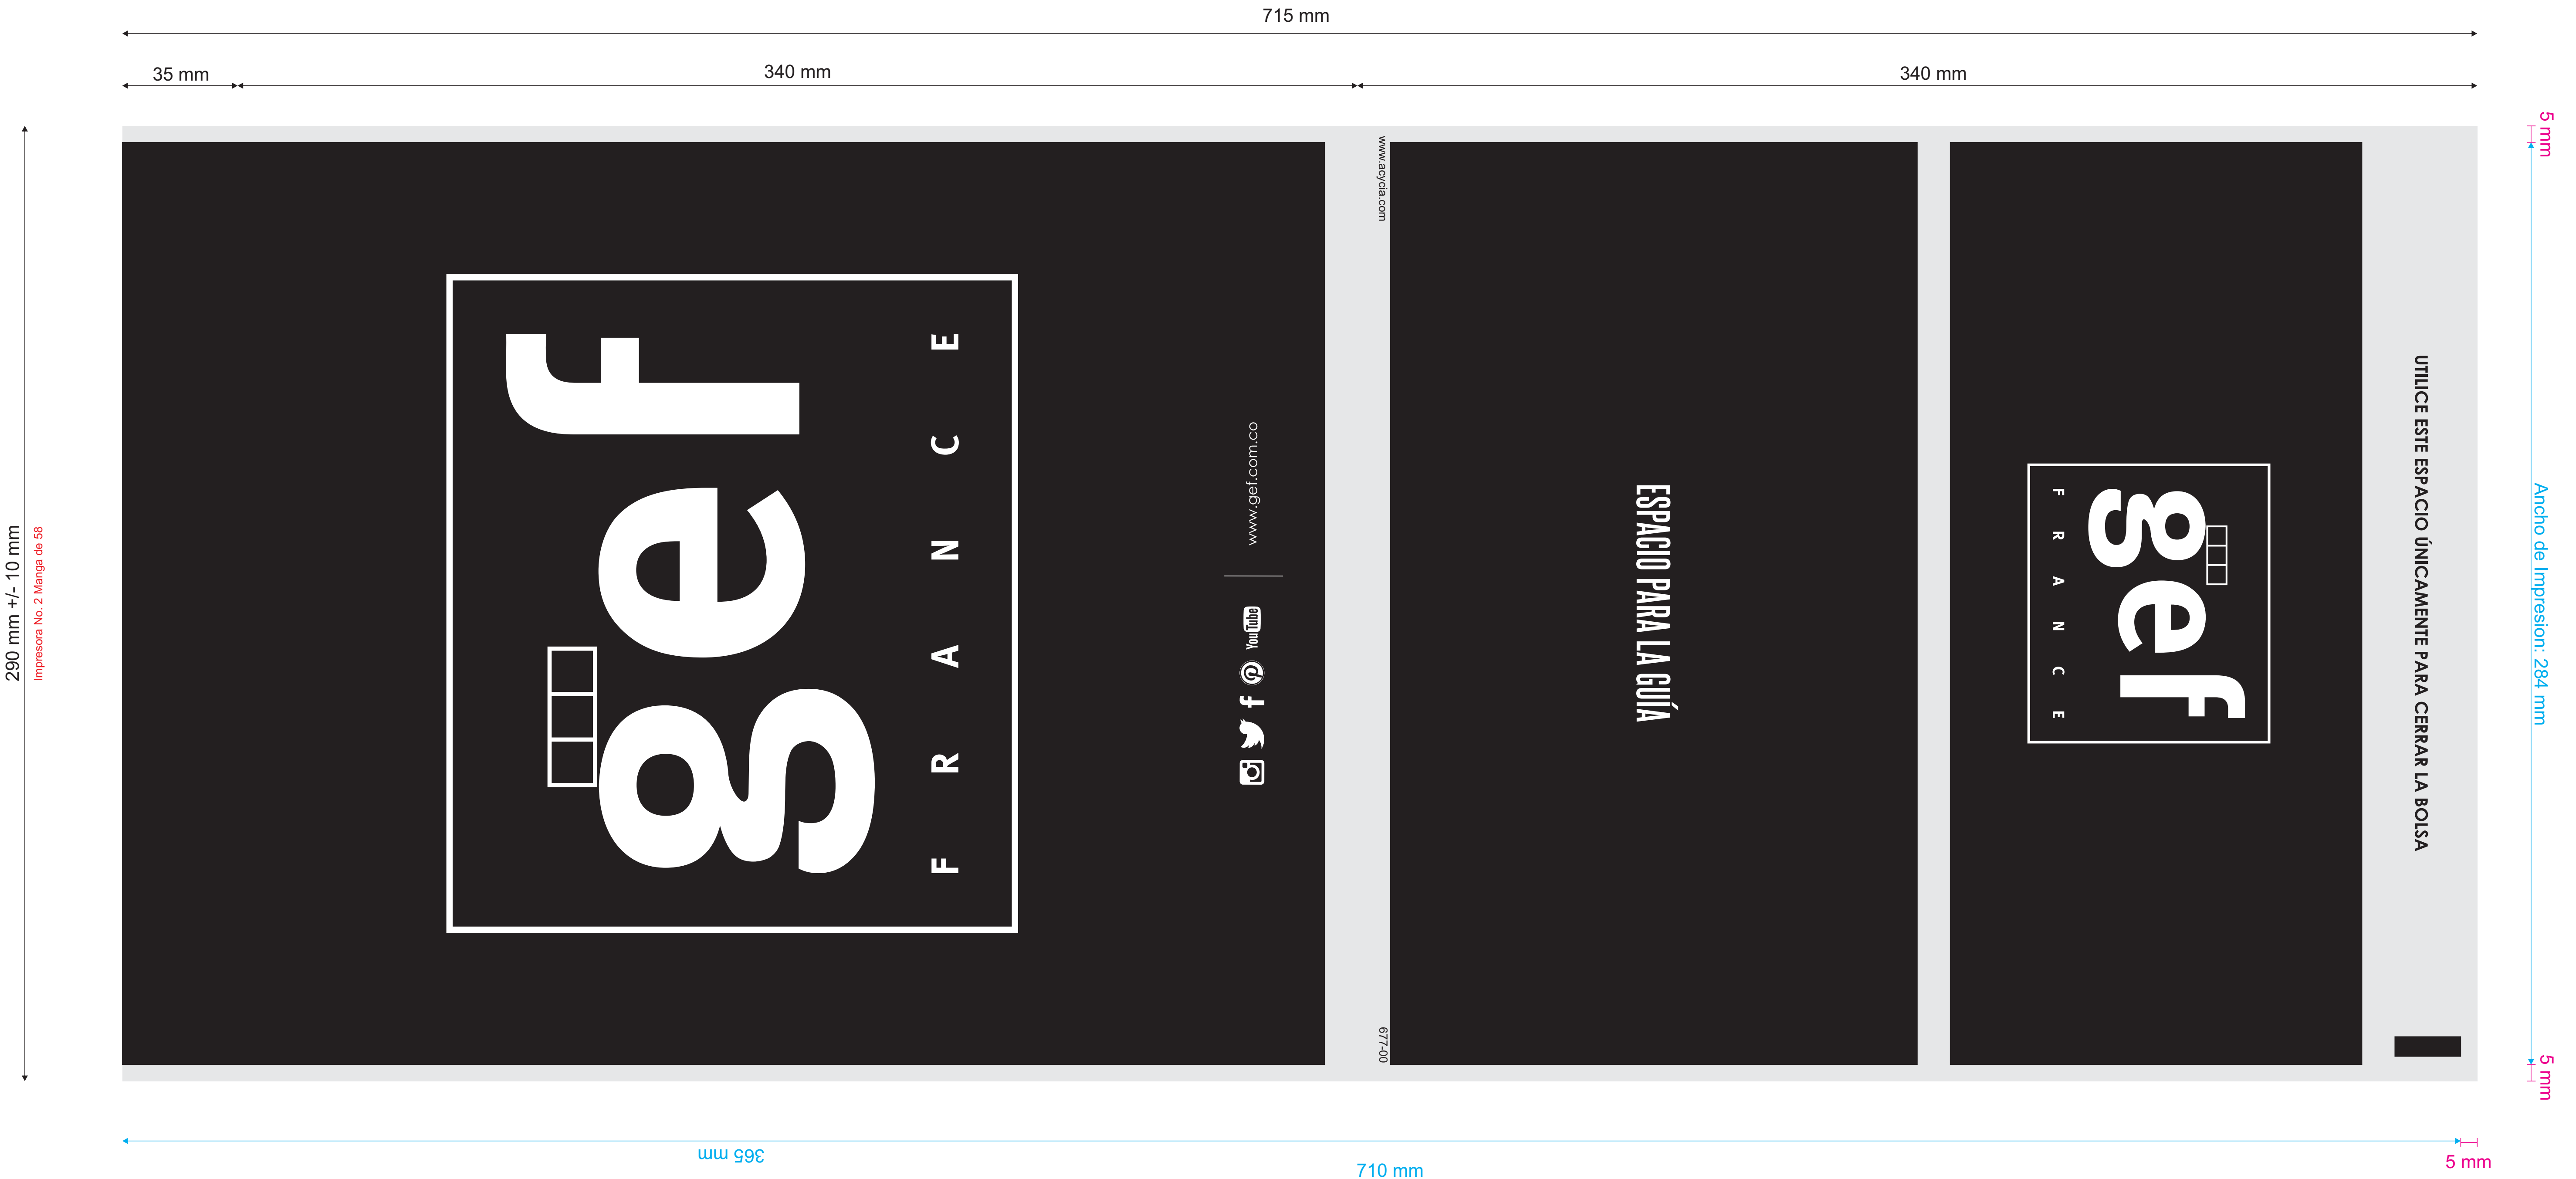 715 mm
35 mm
340 mm
340 mm
5 mm
www.acycia.com
gef
FRANCE
www.gef.com.co
You Tube
ESPACIO PARA LA GUÍA
gef
FRANCE
UTILICE ESTE ESPACIO ÚNICAMENTE PARA CERRAR LA BOLSA
Ancho de Impresion: 284 mm
290 mm +/- 10 mm
Impresora No. 2 Manga de 58
677-00
5 mm
365 mm
710 mm
5 mm